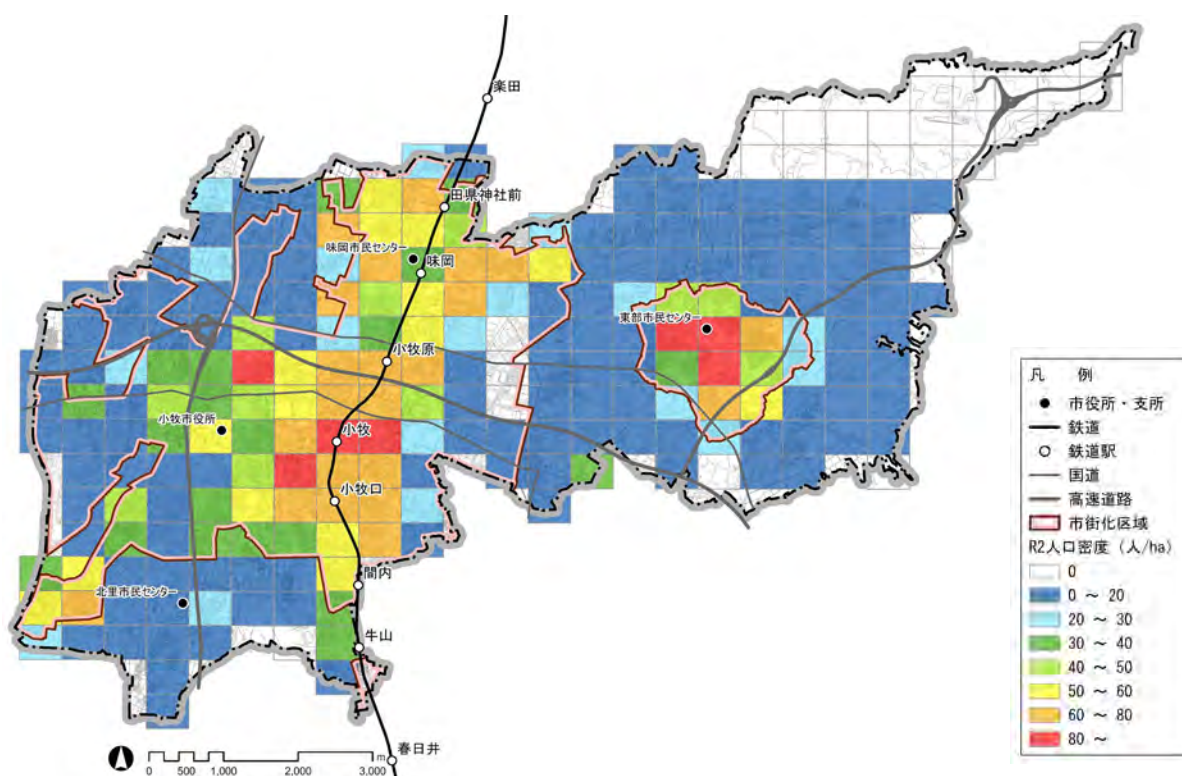 楽田
田県神社前
味岡市民センター
味岡
東部市民センター
小牧原
小牧市役所
小牧
小牧口
間内
北里市民センター
牛山
春日井
0 500 1,000 2,000 3,000 m
凡 例
市役所・支所
鉄道
鉄道駅
国道
高速道路
市街化区域
R2人口密度（人/ha）
0
0 ～ 20
20 ～ 30
30 ～ 40
40 ～ 50
50 ～ 60
60 ～ 80
80 ～